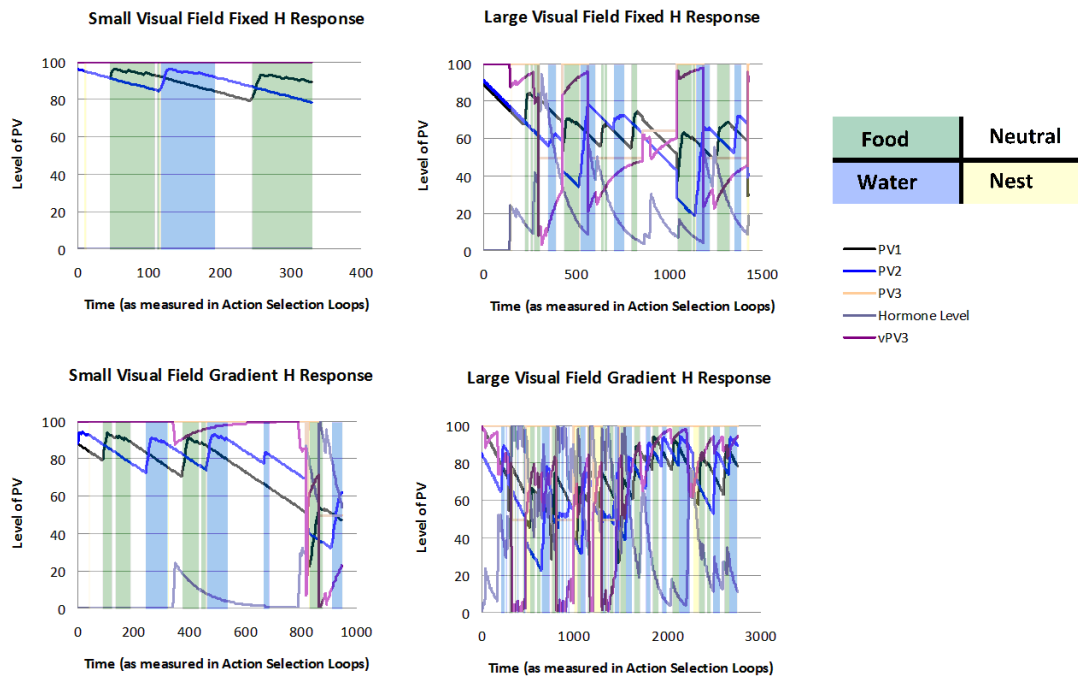 Small Visual Field Fixed H Response
Level of PV
100
80
60
40
20
0
0 100 200 300 400
Time (as measured in Action Selection Loops)
Large Visual Field Fixed H Response
Level of PV
100
80
60
40
20
0
0 500 1000 1500
Time (as measured in Action Selection Loops)
Food Neutral
Water Nest
PV1
PV2
PV3
Hormone Level
vPV3
Small Visual Field Gradient H Response
Level of PV
100
80
60
40
20
0
0 200 400 600 800 1000
Time (as measured in Action Selection Loops)
Large Visual Field Gradient H Response
Level of PV
100
80
60
40
20
0
0 1000 2000 3000
Time (as measured in Action Selection Loops)